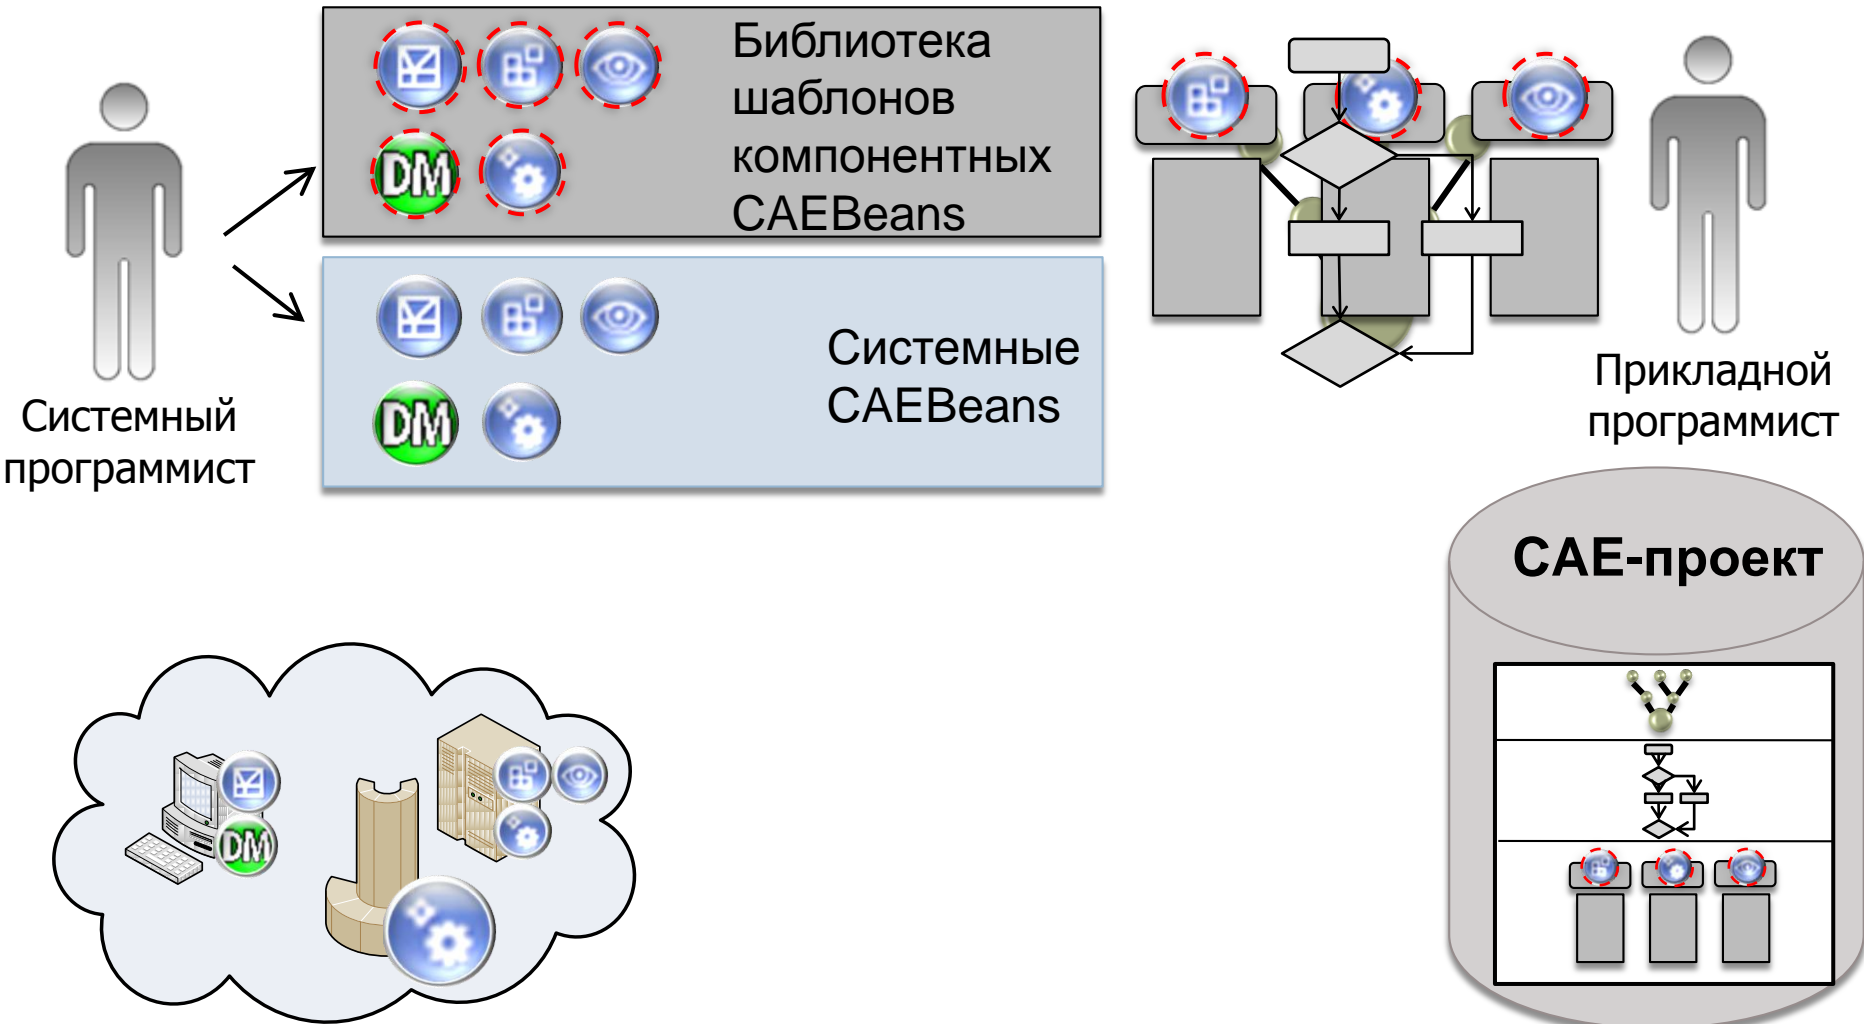 Библиотека
шаблонов
компонентных
CAEBeans
DM
Системные
CAEBeans
DM
Системный
программист
Прикладной
программист
CAE-проект
DM